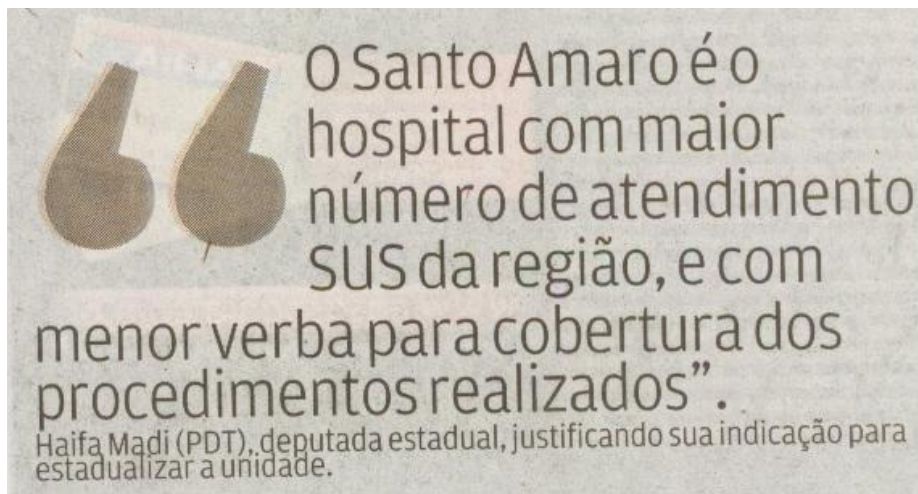 “O Santo Amaro é o
hospital com maior
número de atendimento
SUS da região, e com
menor verba para cobertura dos
procedimentos realizados”.
Haifa Madi (PDT), deputada estadual, justificando sua indicação para
estadualizar a unidade.